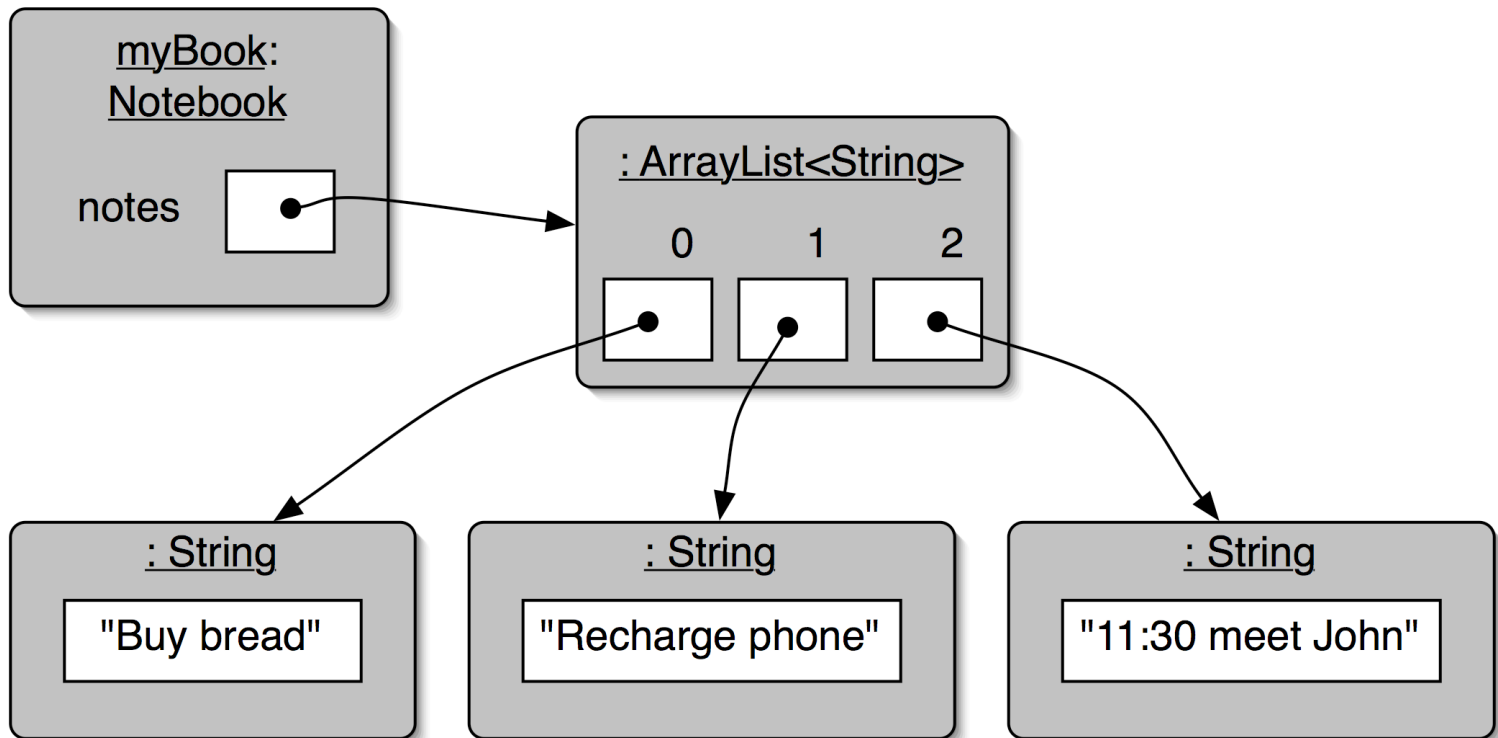 myBook:
Notebook
notes
: ArrayList<String>
0 1 2
: String
"Buy bread"
: String
"Recharge phone"
: String
"11:30 meet John"